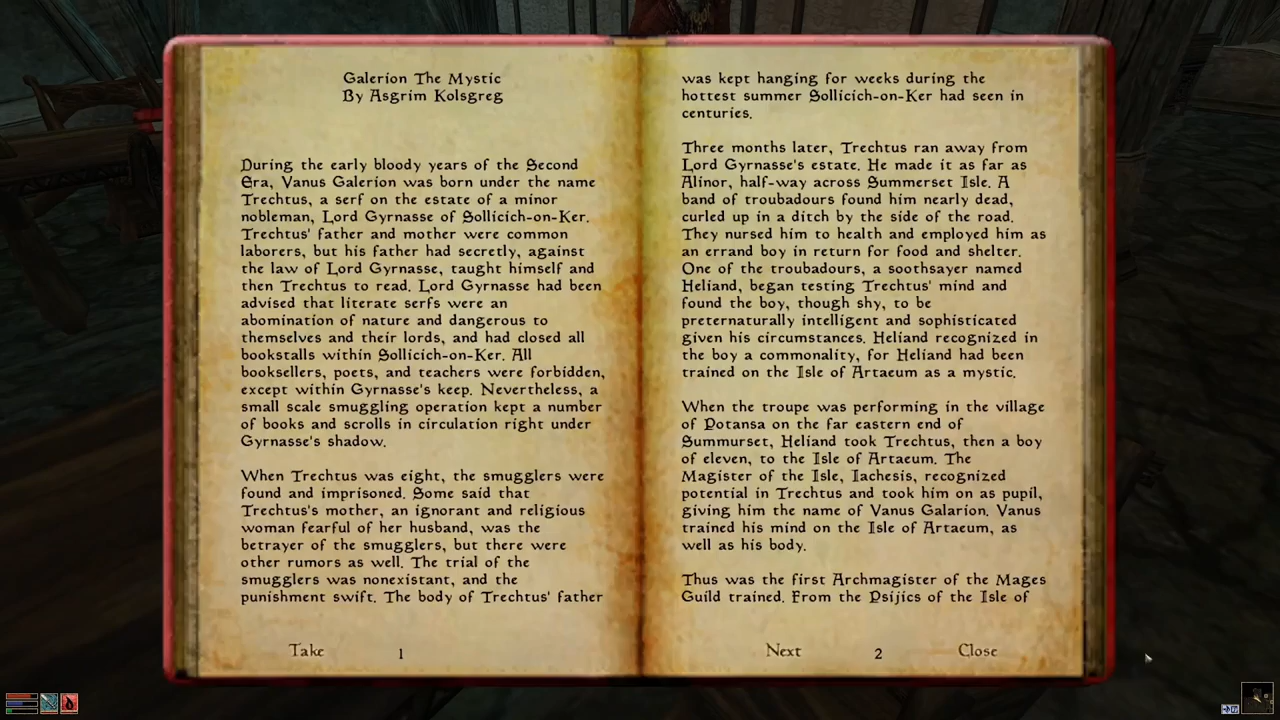 Galerion The Mystic
By Asgrim Kolsgreg
During the early bloody years of the Second
Era, Vanus Galerion was born under the name
Trechtus, a serf on the estate of a minor
nobleman, Lord Gyrnasse of Sollicich-on-Ker.
Trechtus' father and mother were common
laborers, but his father had secretly, against
the law of Lord Gyrnasse, taught himself and
then Trechtus to read. Lord Gyrnasse had been
advised that literate serfs were an
abomination of nature and dangerous to
themselves and their lords, and had closed all
bookstalls within Sollicich-on-Ker. All
booksellers, poets, and teachers were forbidden,
except within Gyrnasse's keep. Nevertheless, a
small scale smuggling operation kept a number
of books and scrolls in circulation right under
Gyrnasse's shadow.
When Trechtus was eight, the smugglers were
found and imprisoned. Some said that
Trechtus's mother, an ignorant and religious
woman fearful of her husband, was the
betrayer of the smugglers, but there were
other rumors as well. The trial of the
smugglers was nonexistant, and the
punishment swift. The body of Trechtus' father
Take
1
was kept hanging for weeks during the
hottest summer Sollicich-on-Ker had seen in
centuries.
Three months later, Trechtus ran away from
Lord Gyrnasse's estate. He made it as far as
Alinor, half-way across Summerset Isle. A
band of troubadours found him nearly dead,
curled up in a ditch by the side of the road.
They nursed him to health and employed him as
an errand boy in return for food and shelter.
One of the troubadours, a soothsayer named
Heliand, began testing Trechtus' mind and
found the boy, though shy, to be
preternaturally intelligent and sophisticated
given his circumstances. Heliand recognized in
the boy a commonality, for Heliand had been
trained on the Isle of Artaeum as a mystic.
When the troupe was performing in the village
of Potansa on the far eastern end of
Summurset, Heliand took Trechtus, then a boy
of eleven, to the Isle of Artaeum. The
Magister of the Isle, Iachesis, recognized
potential in Trechtus and took him on as pupil,
giving him the name of Vanus Galarion. Vanus
trained his mind on the Isle of Artaeum, as
well as his body.
Thus was the first Archmagister of the Mages
Guild trained. From the Psijics of the Isle of
Next
2
Close